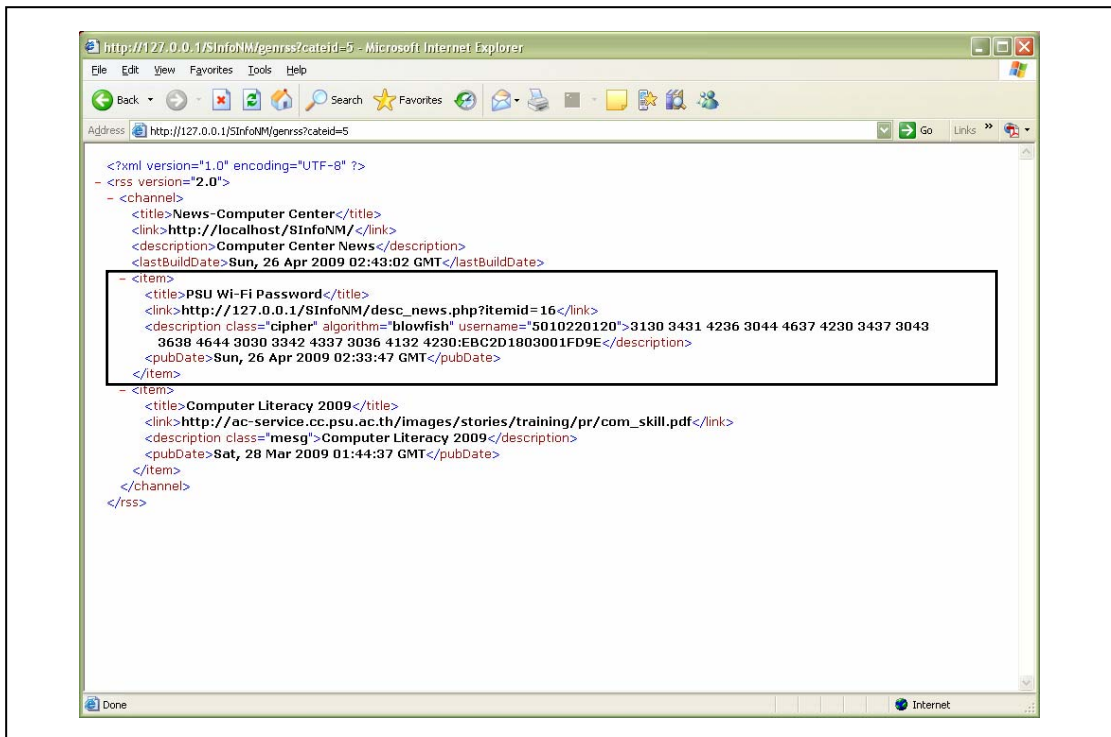 http://127.0.0.1/SInfoNM/genrss?cateid=5 - Microsoft Internet Explorer
File Edit View Favorites Tools Help
Back Search Favorites
Address http://127.0.0.1/SInfoNM/genrss?cateid=5 Go Links »
<?xml version="1.0" encoding="UTF-8" ?>
- <rss version="2.0">
- <channel>
<title>News-Computer Center</title>
<link>http://localhost/SInfoNM/</link>
<description>Computer Center News</description>
<lastBuildDate>Sun, 26 Apr 2009 02:43:02 GMT</lastBuildDate>
- <item>
<title>PSU Wi-Fi Password</title>
<link>http://127.0.0.1/SInfoNM/desc_news.php?itemid=16</link>
<description class="cipher" algorithm="blowfish" username="5010220120">3130 3431 4236 3044 4637 4230 3437 3043
3638 4644 3030 3342 4337 3036 4132 4230:EBC2D1803001FD9E</description>
<pubDate>Sun, 26 Apr 2009 02:33:47 GMT</pubDate>
</item>
- <item>
<title>Computer Literacy 2009</title>
<link>http://ac-service.cc.psu.ac.th/images/stories/training/pr/com_skill.pdf</link>
<description class="mesg">Computer Literacy 2009</description>
<pubDate>Sat, 28 Mar 2009 01:44:37 GMT</pubDate>
</item>
</channel>
</rss>
Done Internet